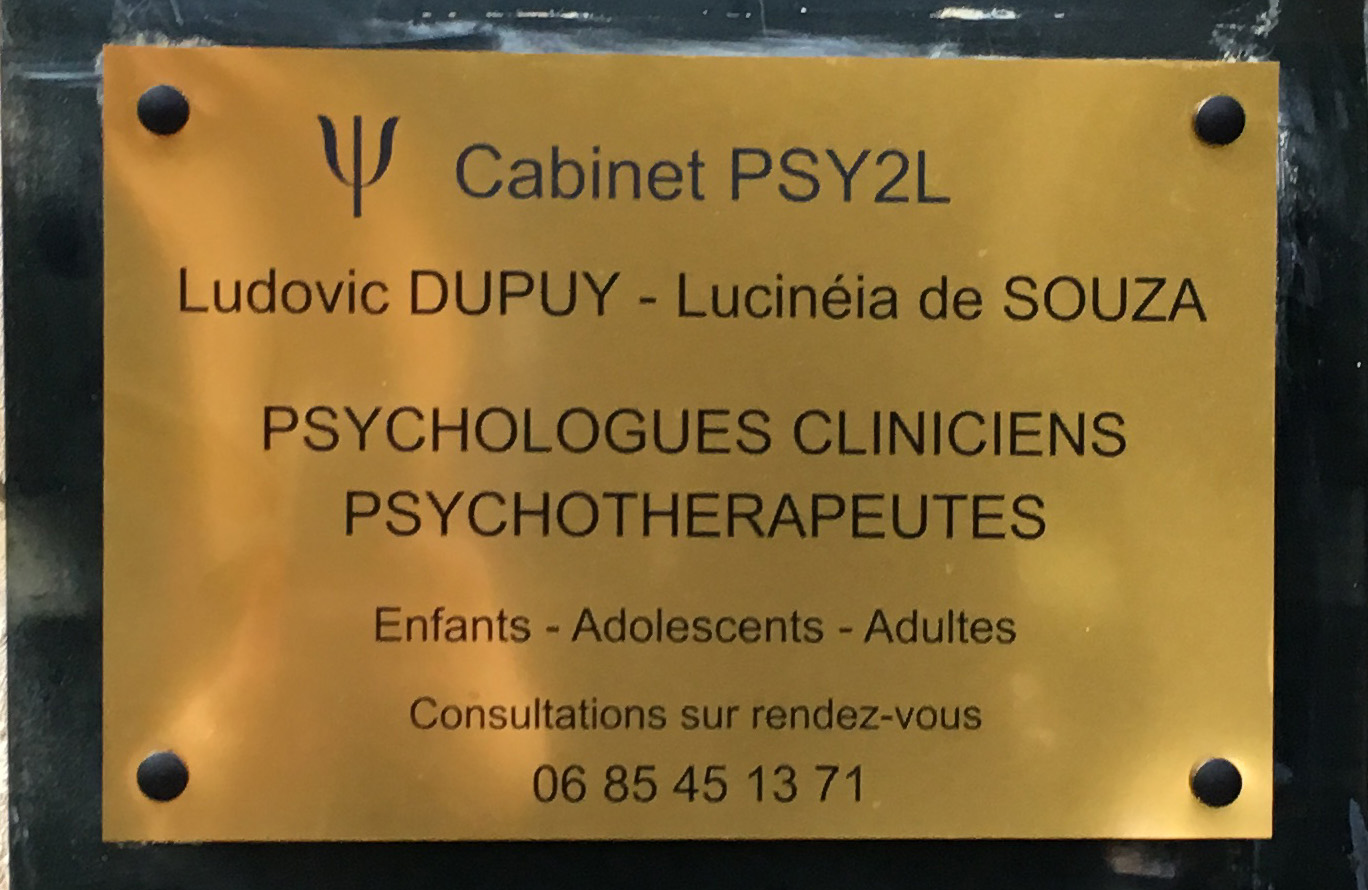 Ψ Cabinet PSY2L
Ludovic DUPUY - Lucinéia de SOUZA
PSYCHOLOGUES CLINICIENS
PSYCHOTHERAPEUTES
Enfants - Adolescents - Adultes
Consultations sur rendez-vous
06 85 45 13 71